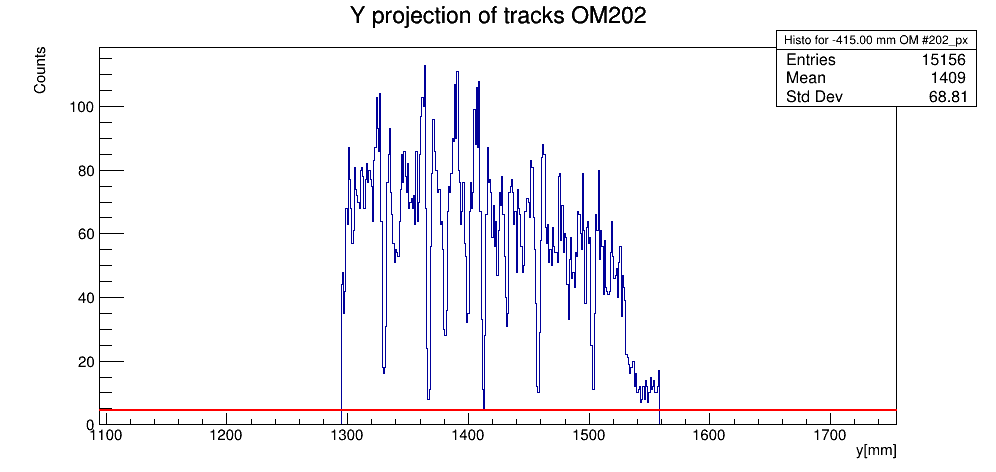 Y projection of tracks OM202
Histo for -415.00 mm OM #202_px
Entries 15156
Mean 1409
Std Dev 68.81
Counts
100
80
60
40
20
0
1100 1200 1300 1400 1500 1600 1700
y[mm]